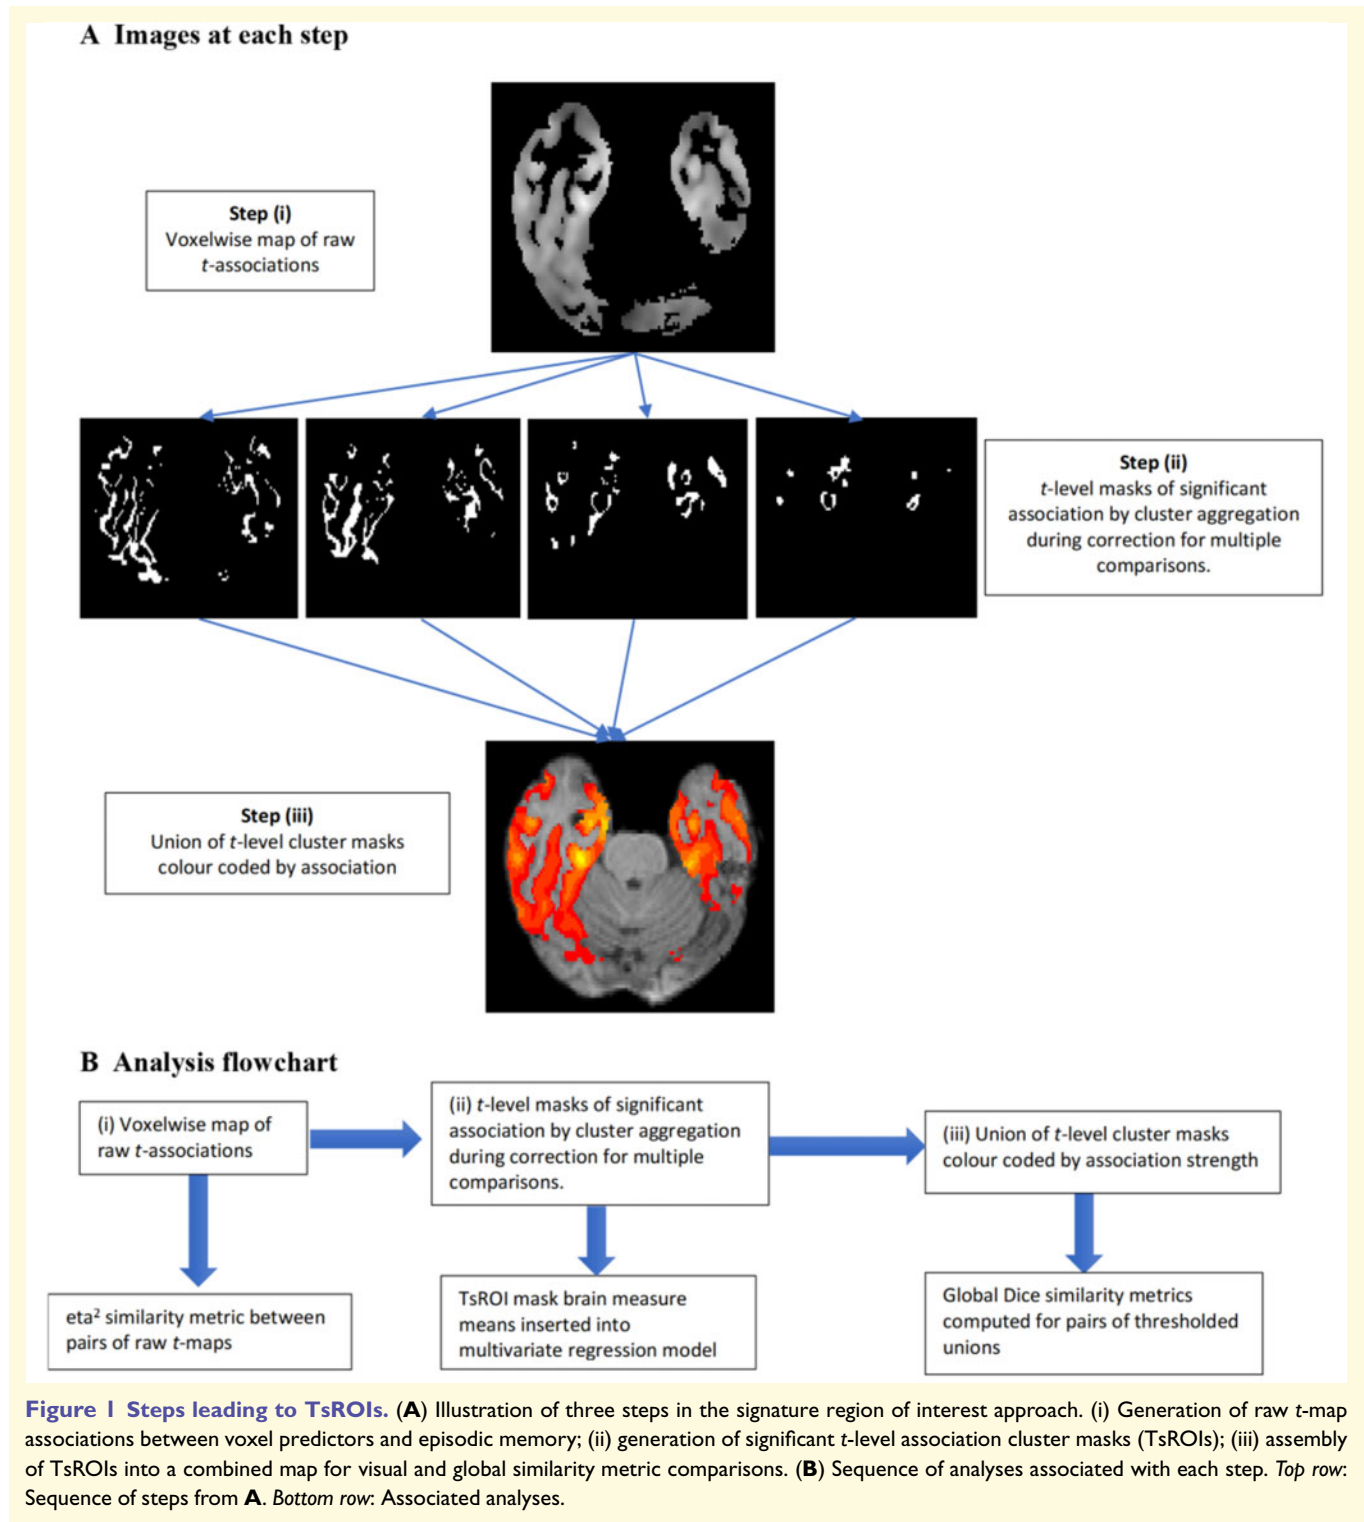 A Images at each step
Step (i)
Voxelwise map of raw
t-associations
Step (ii)
t-level masks of significant
association by cluster aggregation
during correction for multiple
comparisons.
Step (iii)
Union of t-level cluster masks
colour coded by association
B Analysis flowchart
(i) Voxelwise map of
raw t-associations
(ii) t-level masks of significant
association by cluster aggregation
during correction for multiple
comparisons.
(iii) Union of t-level cluster masks
colour coded by association strength
eta² similarity metric between
pairs of raw t-maps
TsROI mask brain measure
means inserted into
multivariate regression model
Global Dice similarity metrics
computed for pairs of thresholded
unions
Figure 1 Steps leading to TsROIs. (A) Illustration of three steps in the signature region of interest approach. (i) Generation of raw t-map
associations between voxel predictors and episodic memory; (ii) generation of significant t-level association cluster masks (TsROIs); (iii) assembly
of TsROIs into a combined map for visual and global similarity metric comparisons. (B) Sequence of analyses associated with each step. Top row:
Sequence of steps from A. Bottom row: Associated analyses.